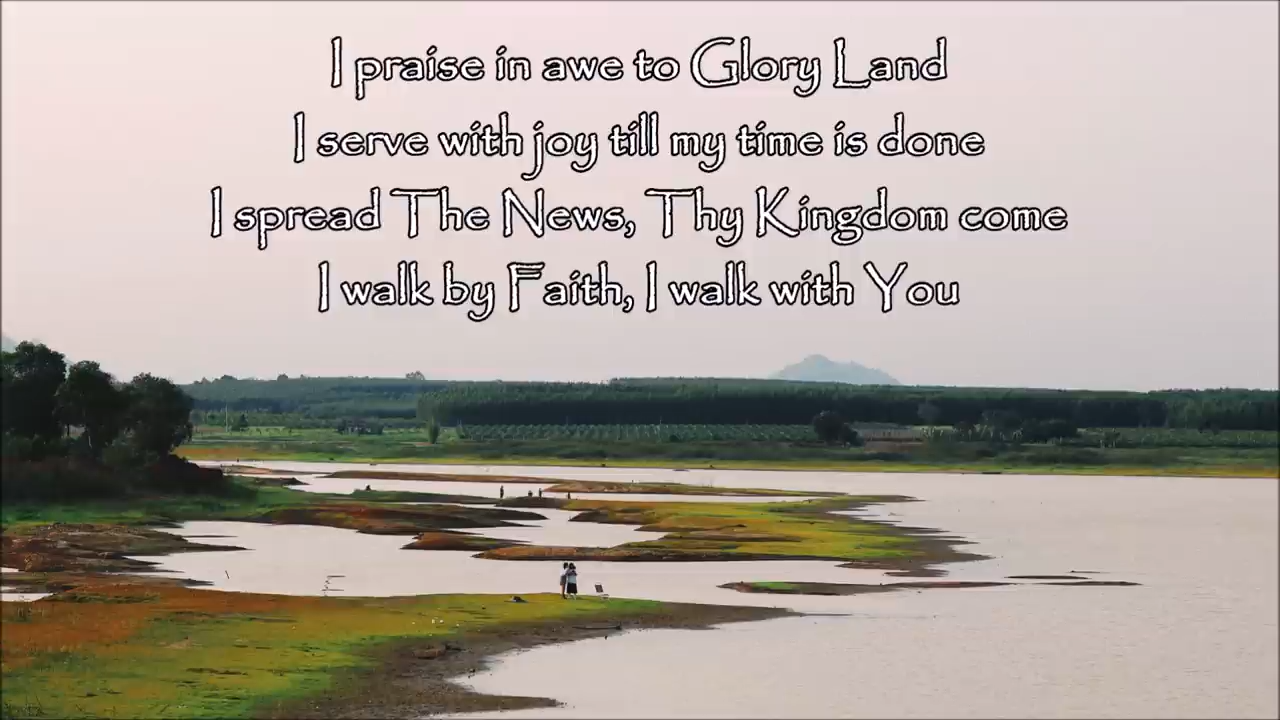 I praise in awe to Glory Land
I serve with joy till my time is done
I spread The News, Thy Kingdom come
I walk by Faith, I walk with You